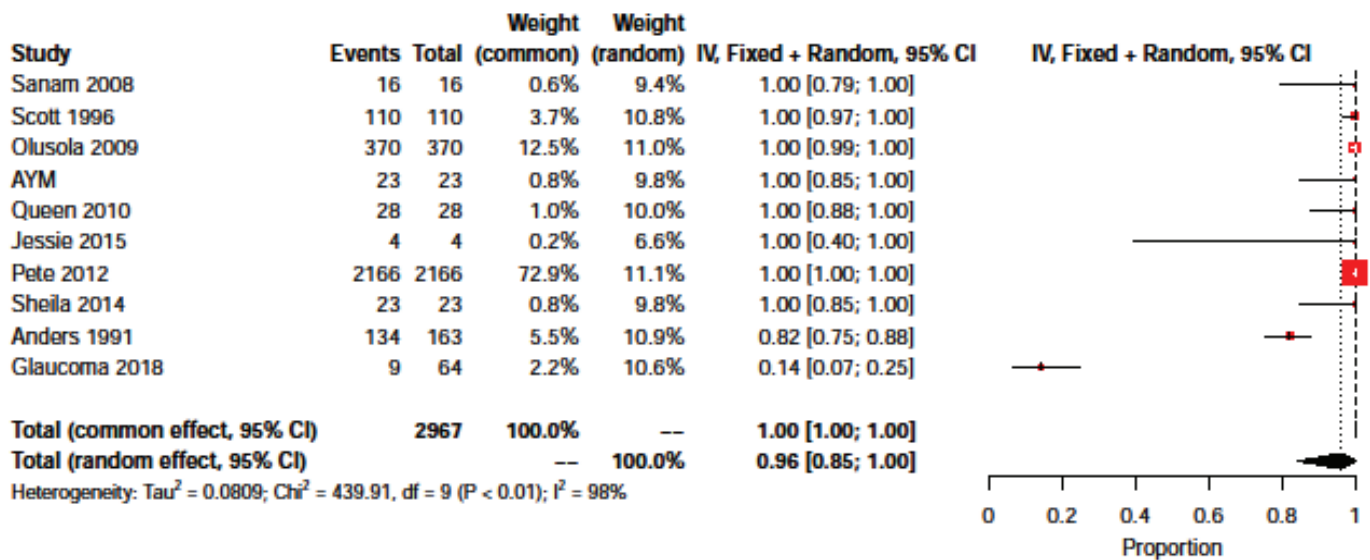 Weight Weight
Study Events Total (common) (random) IV, Fixed + Random, 95% CI IV, Fixed + Random, 95% CI
Sanam 2008 16 16 0.6% 9.4% 1.00 [0.79; 1.00]
Scott 1996 110 110 3.7% 10.8% 1.00 [0.97; 1.00]
Olusola 2009 370 370 12.5% 11.0% 1.00 [0.99; 1.00]
AYM 23 23 0.8% 9.8% 1.00 [0.85; 1.00]
Queen 2010 28 28 1.0% 10.0% 1.00 [0.88; 1.00]
Jessie 2015 4 4 0.2% 6.6% 1.00 [0.40; 1.00]
Pete 2012 2166 2166 72.9% 11.1% 1.00 [1.00; 1.00]
Sheila 2014 23 23 0.8% 9.8% 1.00 [0.85; 1.00]
Anders 1991 134 163 5.5% 10.9% 0.82 [0.75; 0.88]
Glaucoma 2018 9 64 2.2% 10.6% 0.14 [0.07; 0.25]
Total (common effect, 95% CI) 2967 100.0% -- 1.00 [1.00; 1.00]
Total (random effect, 95% CI) -- 100.0% 0.96 [0.85; 1.00]
Heterogeneity: Tau² = 0.0809; Chi² = 439.91, df = 9 (P < 0.01); I² = 98%
0 0.2 0.4 0.6 0.8 1
Proportion